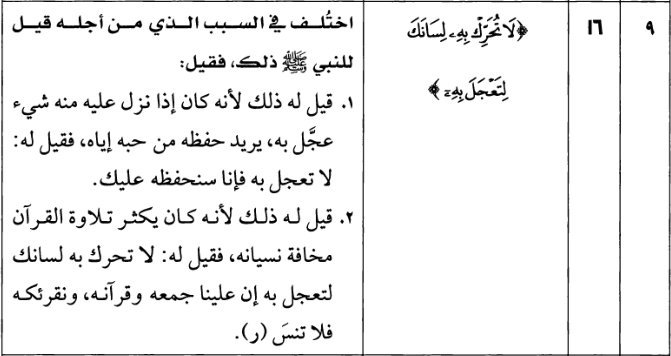 ٩ ١٦ ﴿لَا تُحَرِّكْ بِهِۦ لِسَانَكَ
لِتَعْجَلَ بِهِۦٓ﴾
اختُلف في السبب الذي من أجله قيل
للنبي ﷺ ذلك، فقيل:
١. قيل له ذلك لأنه كان إذا نزل عليه منه شيء
عجَّل به، يريد حفظه من حبه إياه، فقيل له:
لا تعجل به فإنا سنحفظه عليك.
٢. قيل له ذلك لأنه كان يكثر تلاوة القرآن
مخافة نسيانه، فقيل له: لا تحرك به لسانك
لتعجل به إن علينا جمعه وقرآنه، ونقرئكه
فلا تنسَ (ر).